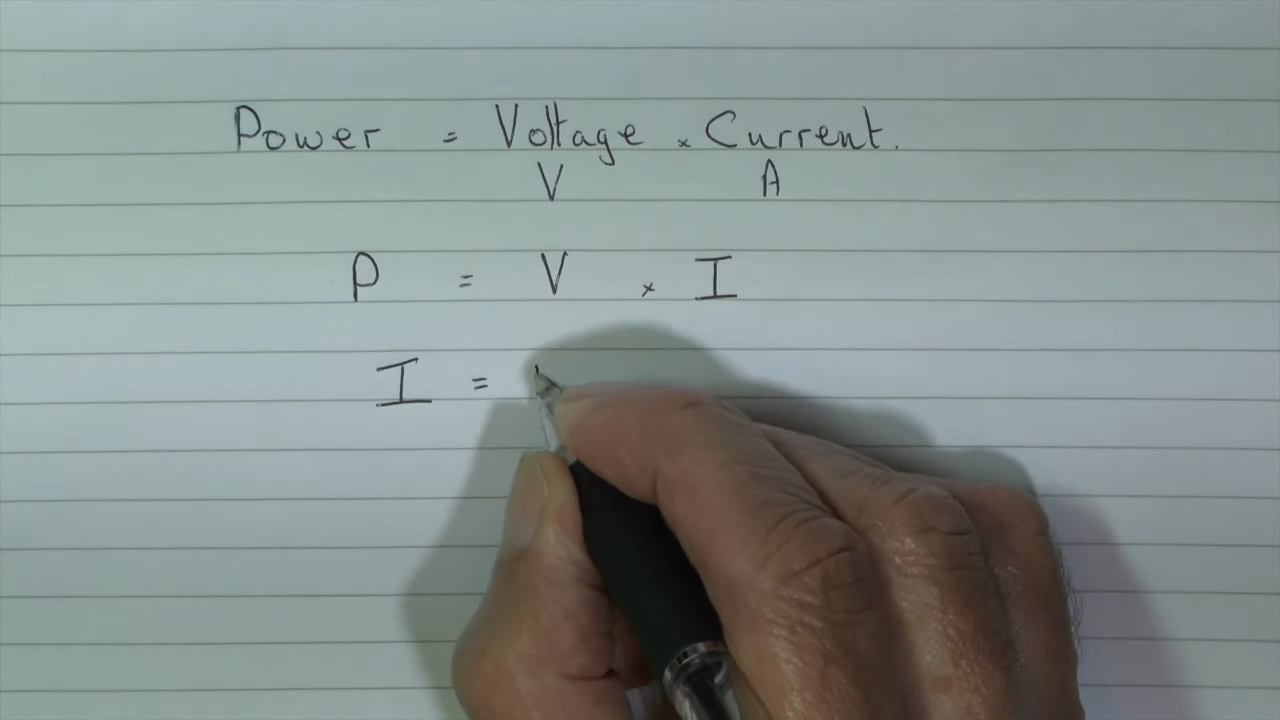 Power = Voltage × Current.
V A
P = V × I
I =